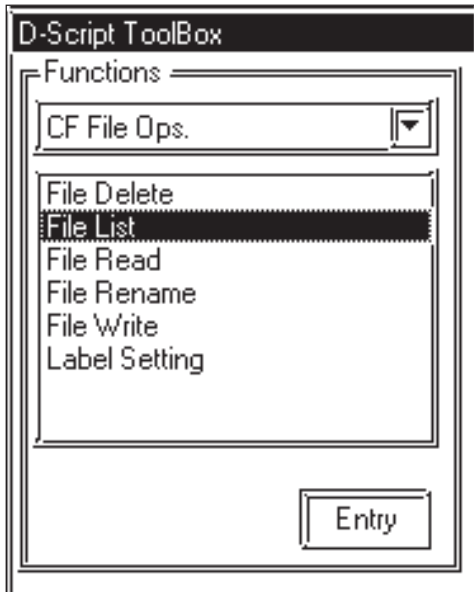 D-Script ToolBox
Functions
CF File Ops.
File Delete
File List
File Read
File Rename
File Write
Label Setting
Entry